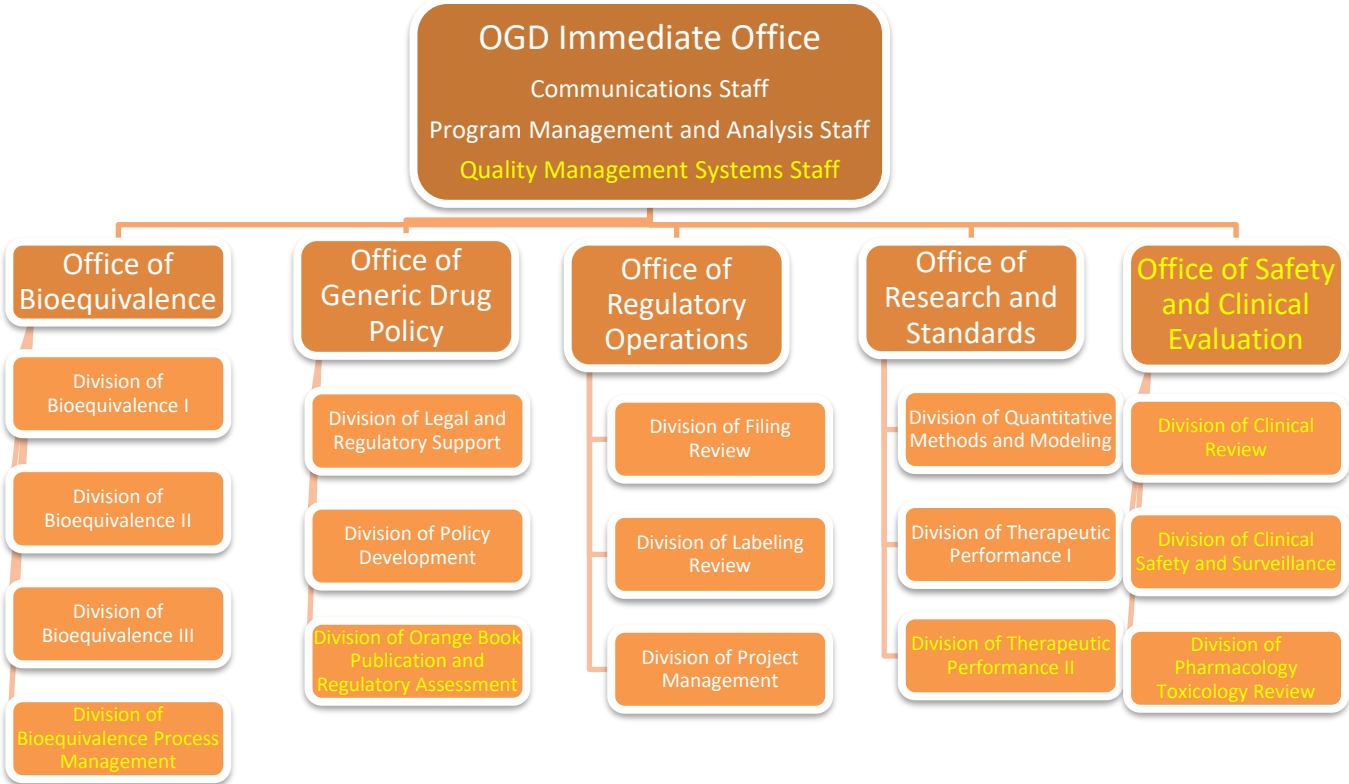 OGD Immediate Office
Communications Staff
Program Management and Analysis Staff
Quality Management Systems Staff
Office of
Bioequivalence
Division of
Bioequivalence I
Division of
Bioequivalence II
Division of
Bioequivalence III
Division of
Bioequivalence Process
Management
Office of
Generic Drug
Policy
Division of Legal and
Regulatory Support
Division of Policy
Development
Division of Orange Book
Publication and
Regulatory Assessment
Office of
Regulatory
Operations
Division of Filing
Review
Division of Labeling
Review
Division of Project
Management
Office of
Research and
Standards
Division of Quantitative
Methods and Modeling
Division of Therapeutic
Performance I
Division of Therapeutic
Performance II
Office of Safety
and Clinical
Evaluation
Division of Clinical
Review
Division of Clinical
Safety and Surveillance
Division of
Pharmacology
Toxicology Review